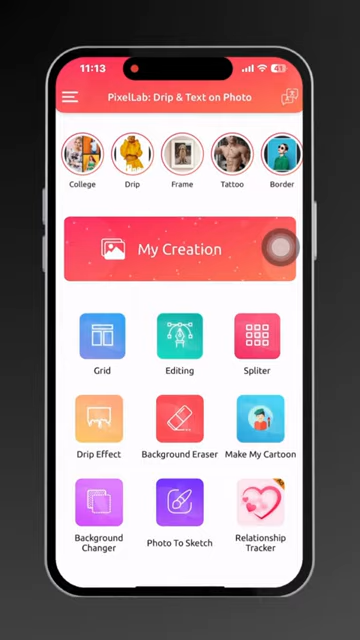 11:13
41
PixelLab: Drip & Text on Photo
College
Drip
Frame
Tattoo
Border
My Creation
Grid
Editing
Spliter
Drip Effect
Background Eraser
Make My Cartoon
Background
Changer
Photo To Sketch
Relationship
Tracker